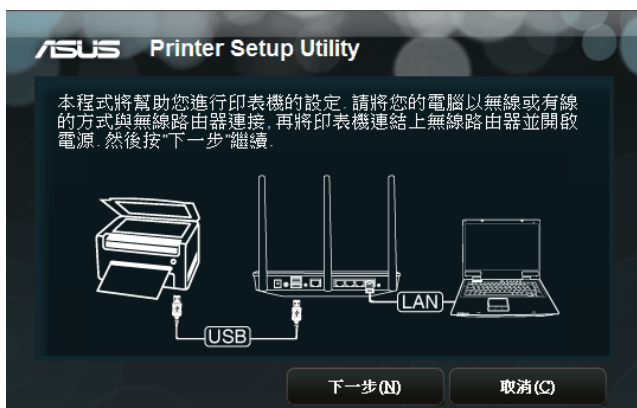 ASUS Printer Setup Utility
本程式將幫助您進行印表機的設定. 請將您的電腦以無線或有線
的方式與無線路由器連接, 再將印表機連結上無線路由器並開啟
電源. 然後按"下一步"繼續.
LAN
USB
下一步(N) 取消(C)